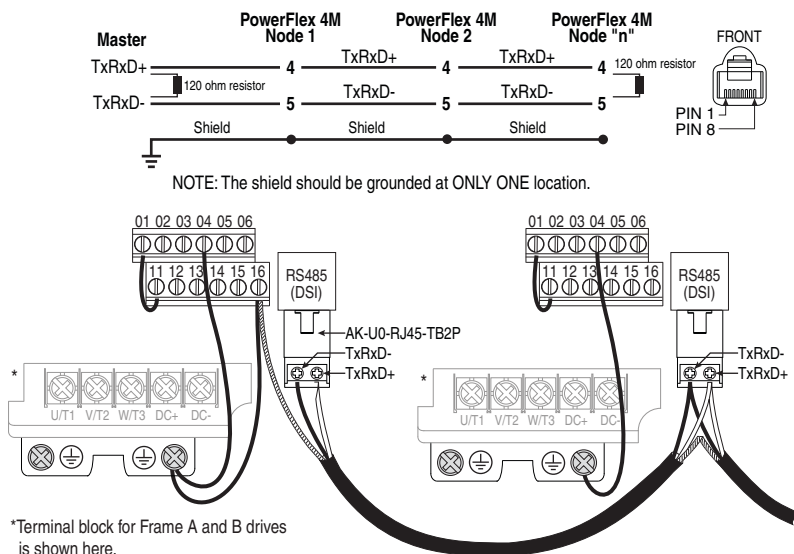 PowerFlex 4M PowerFlex 4M PowerFlex 4M
Master Node 1 Node 2 Node "n" FRONT
TxRxD+ 4 TxRxD+ 4 TxRxD+ 4 120 ohm resistor
120 ohm resistor
TxRxD- 5 TxRxD- 5 TxRxD- 5
PIN 1
PIN 8
Shield Shield Shield
NOTE: The shield should be grounded at ONLY ONE location.
01 02 03 04 05 06
11 12 13 14 15 16
RS485
(DSI)
AK-U0-RJ45-TB2P
TxRxD-
TxRxD+
*
U/T1 V/T2 W/T3 DC+ DC-
01 02 03 04 05 06
11 12 13 14 15 16
RS485
(DSI)
TxRxD-
TxRxD+
*
U/T1 V/T2 W/T3 DC+ DC-
*Terminal block for Frame A and B drives
is shown here.